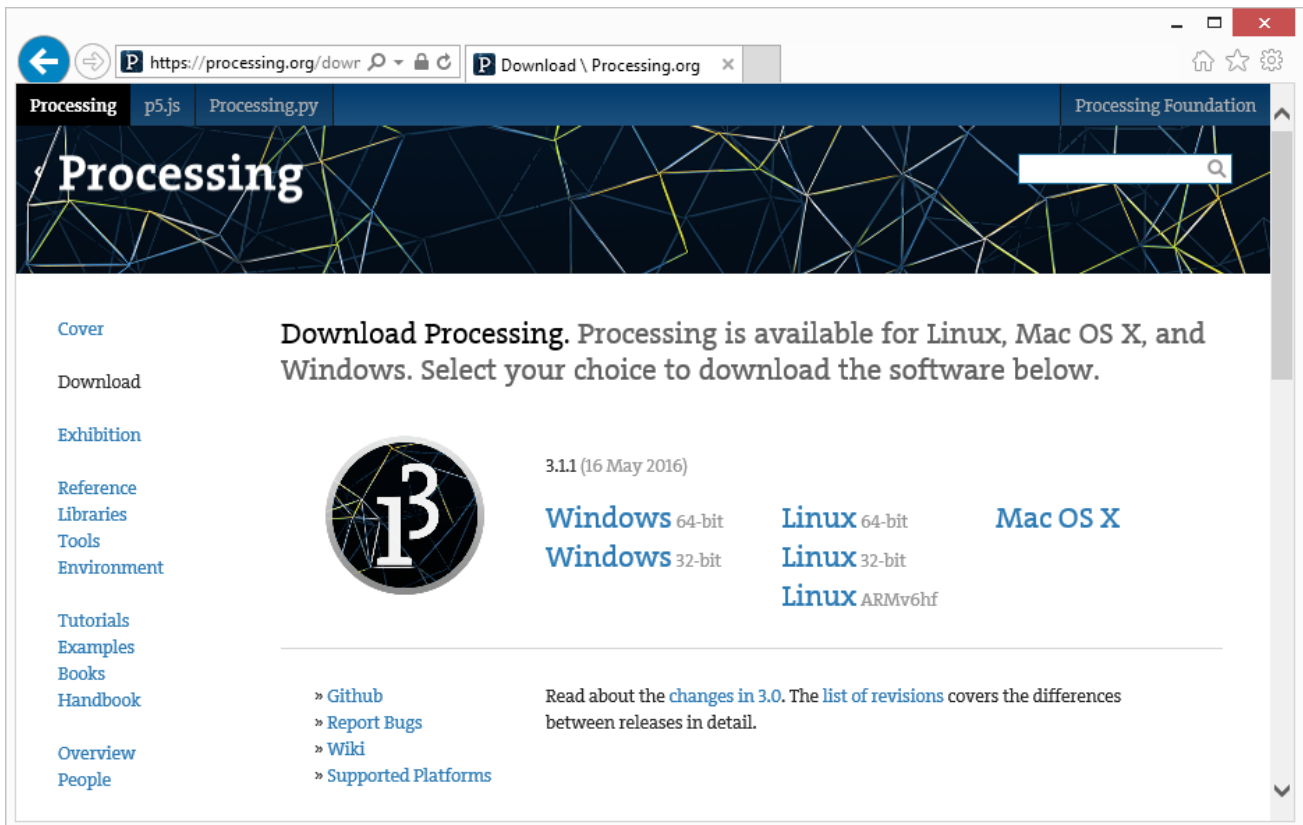 https://processing.org/dowr
Download \ Processing.org
Processing p5.js Processing.py Processing Foundation
Processing
Cover
Download
Exhibition
Reference
Libraries
Tools
Environment
Tutorials
Examples
Books
Handbook
Overview
People
Download Processing. Processing is available for Linux, Mac OS X, and
Windows. Select your choice to download the software below.
3
3.1.1 (16 May 2016)
Windows 64-bit
Windows 32-bit
Linux 64-bit
Linux 32-bit
Linux ARMv6hf
Mac OS X
» Github
» Report Bugs
» Wiki
» Supported Platforms
Read about the changes in 3.0. The list of revisions covers the differences
between releases in detail.